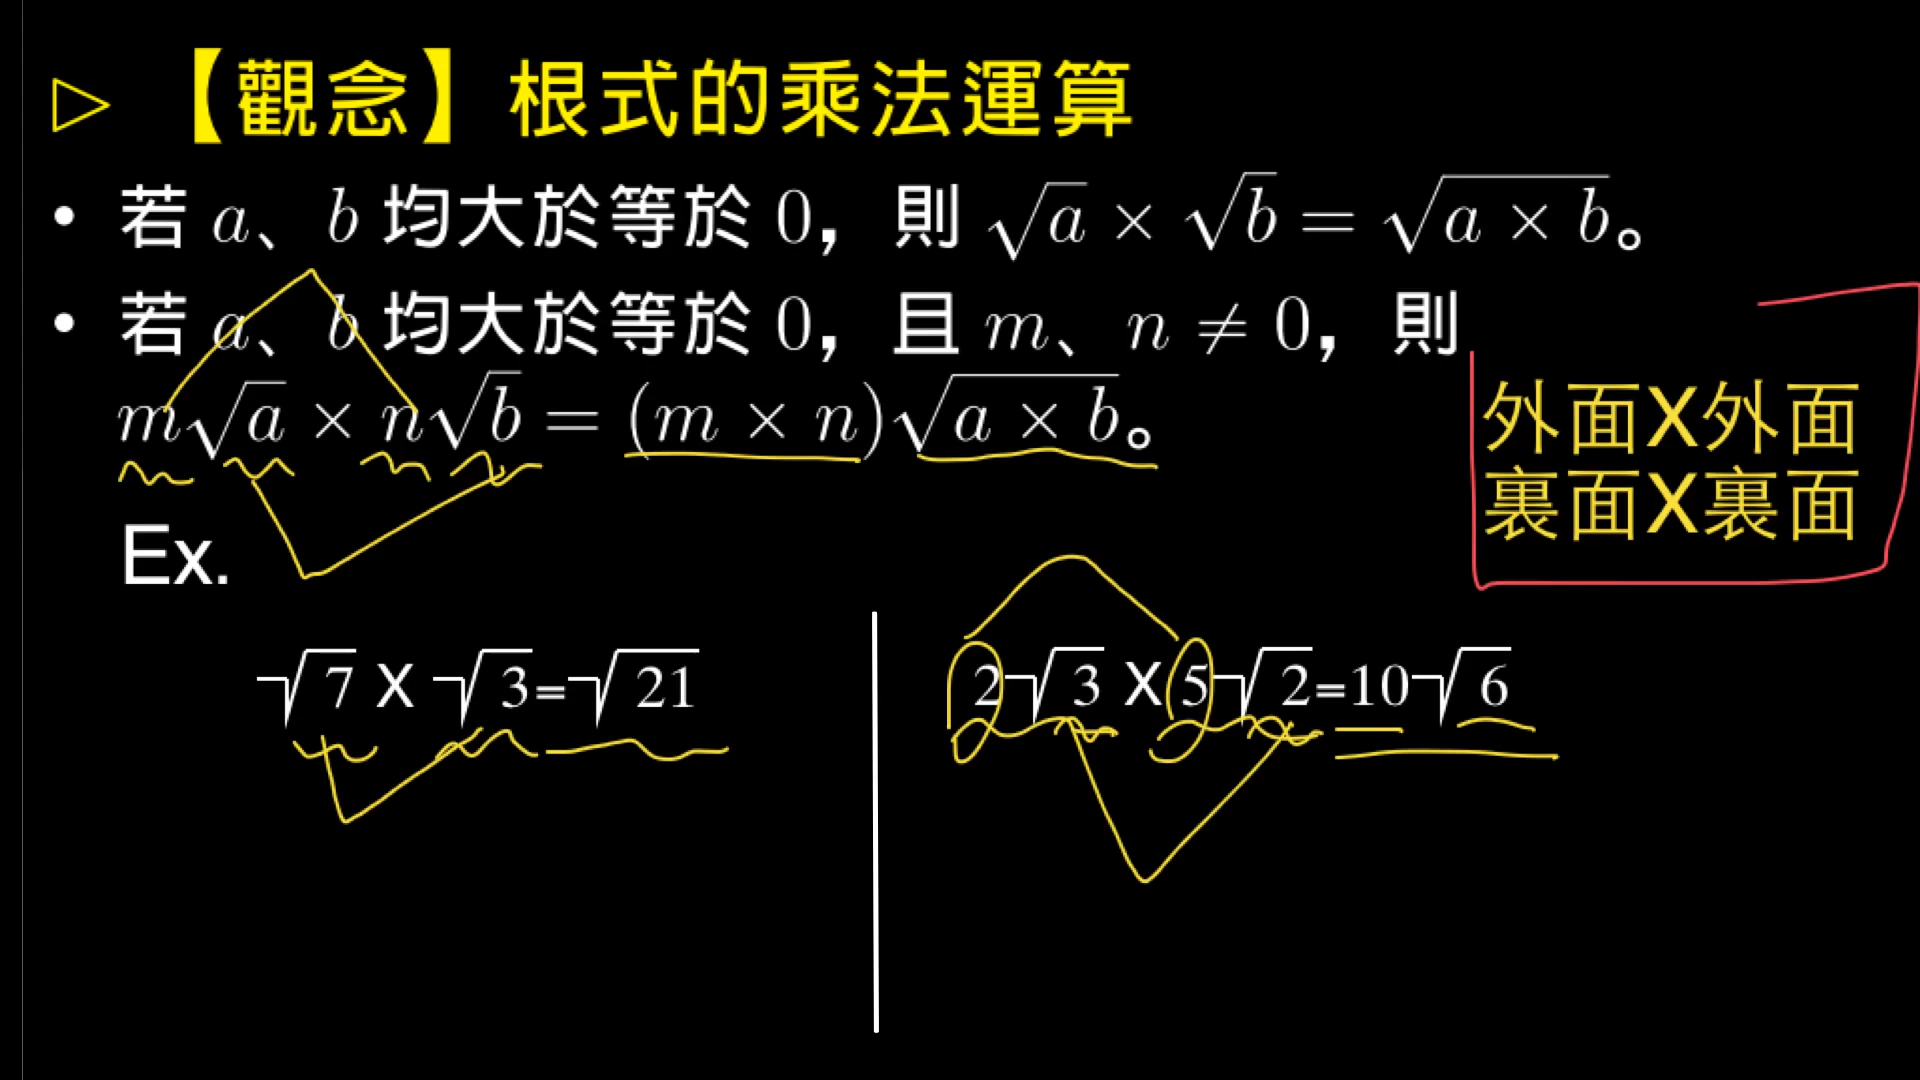 【觀念】根式的乘法運算
• 若 a、b 均大於等於 0，則 √a × √b = √(a × b)。
• 若 a、b 均大於等於 0，且 m、n ≠ 0，則
m√a × n√b = (m × n)√(a × b)。
外面X外面
裏面X裏面
Ex.
√7 X √3=√21
2√3 X 5√2=10√6